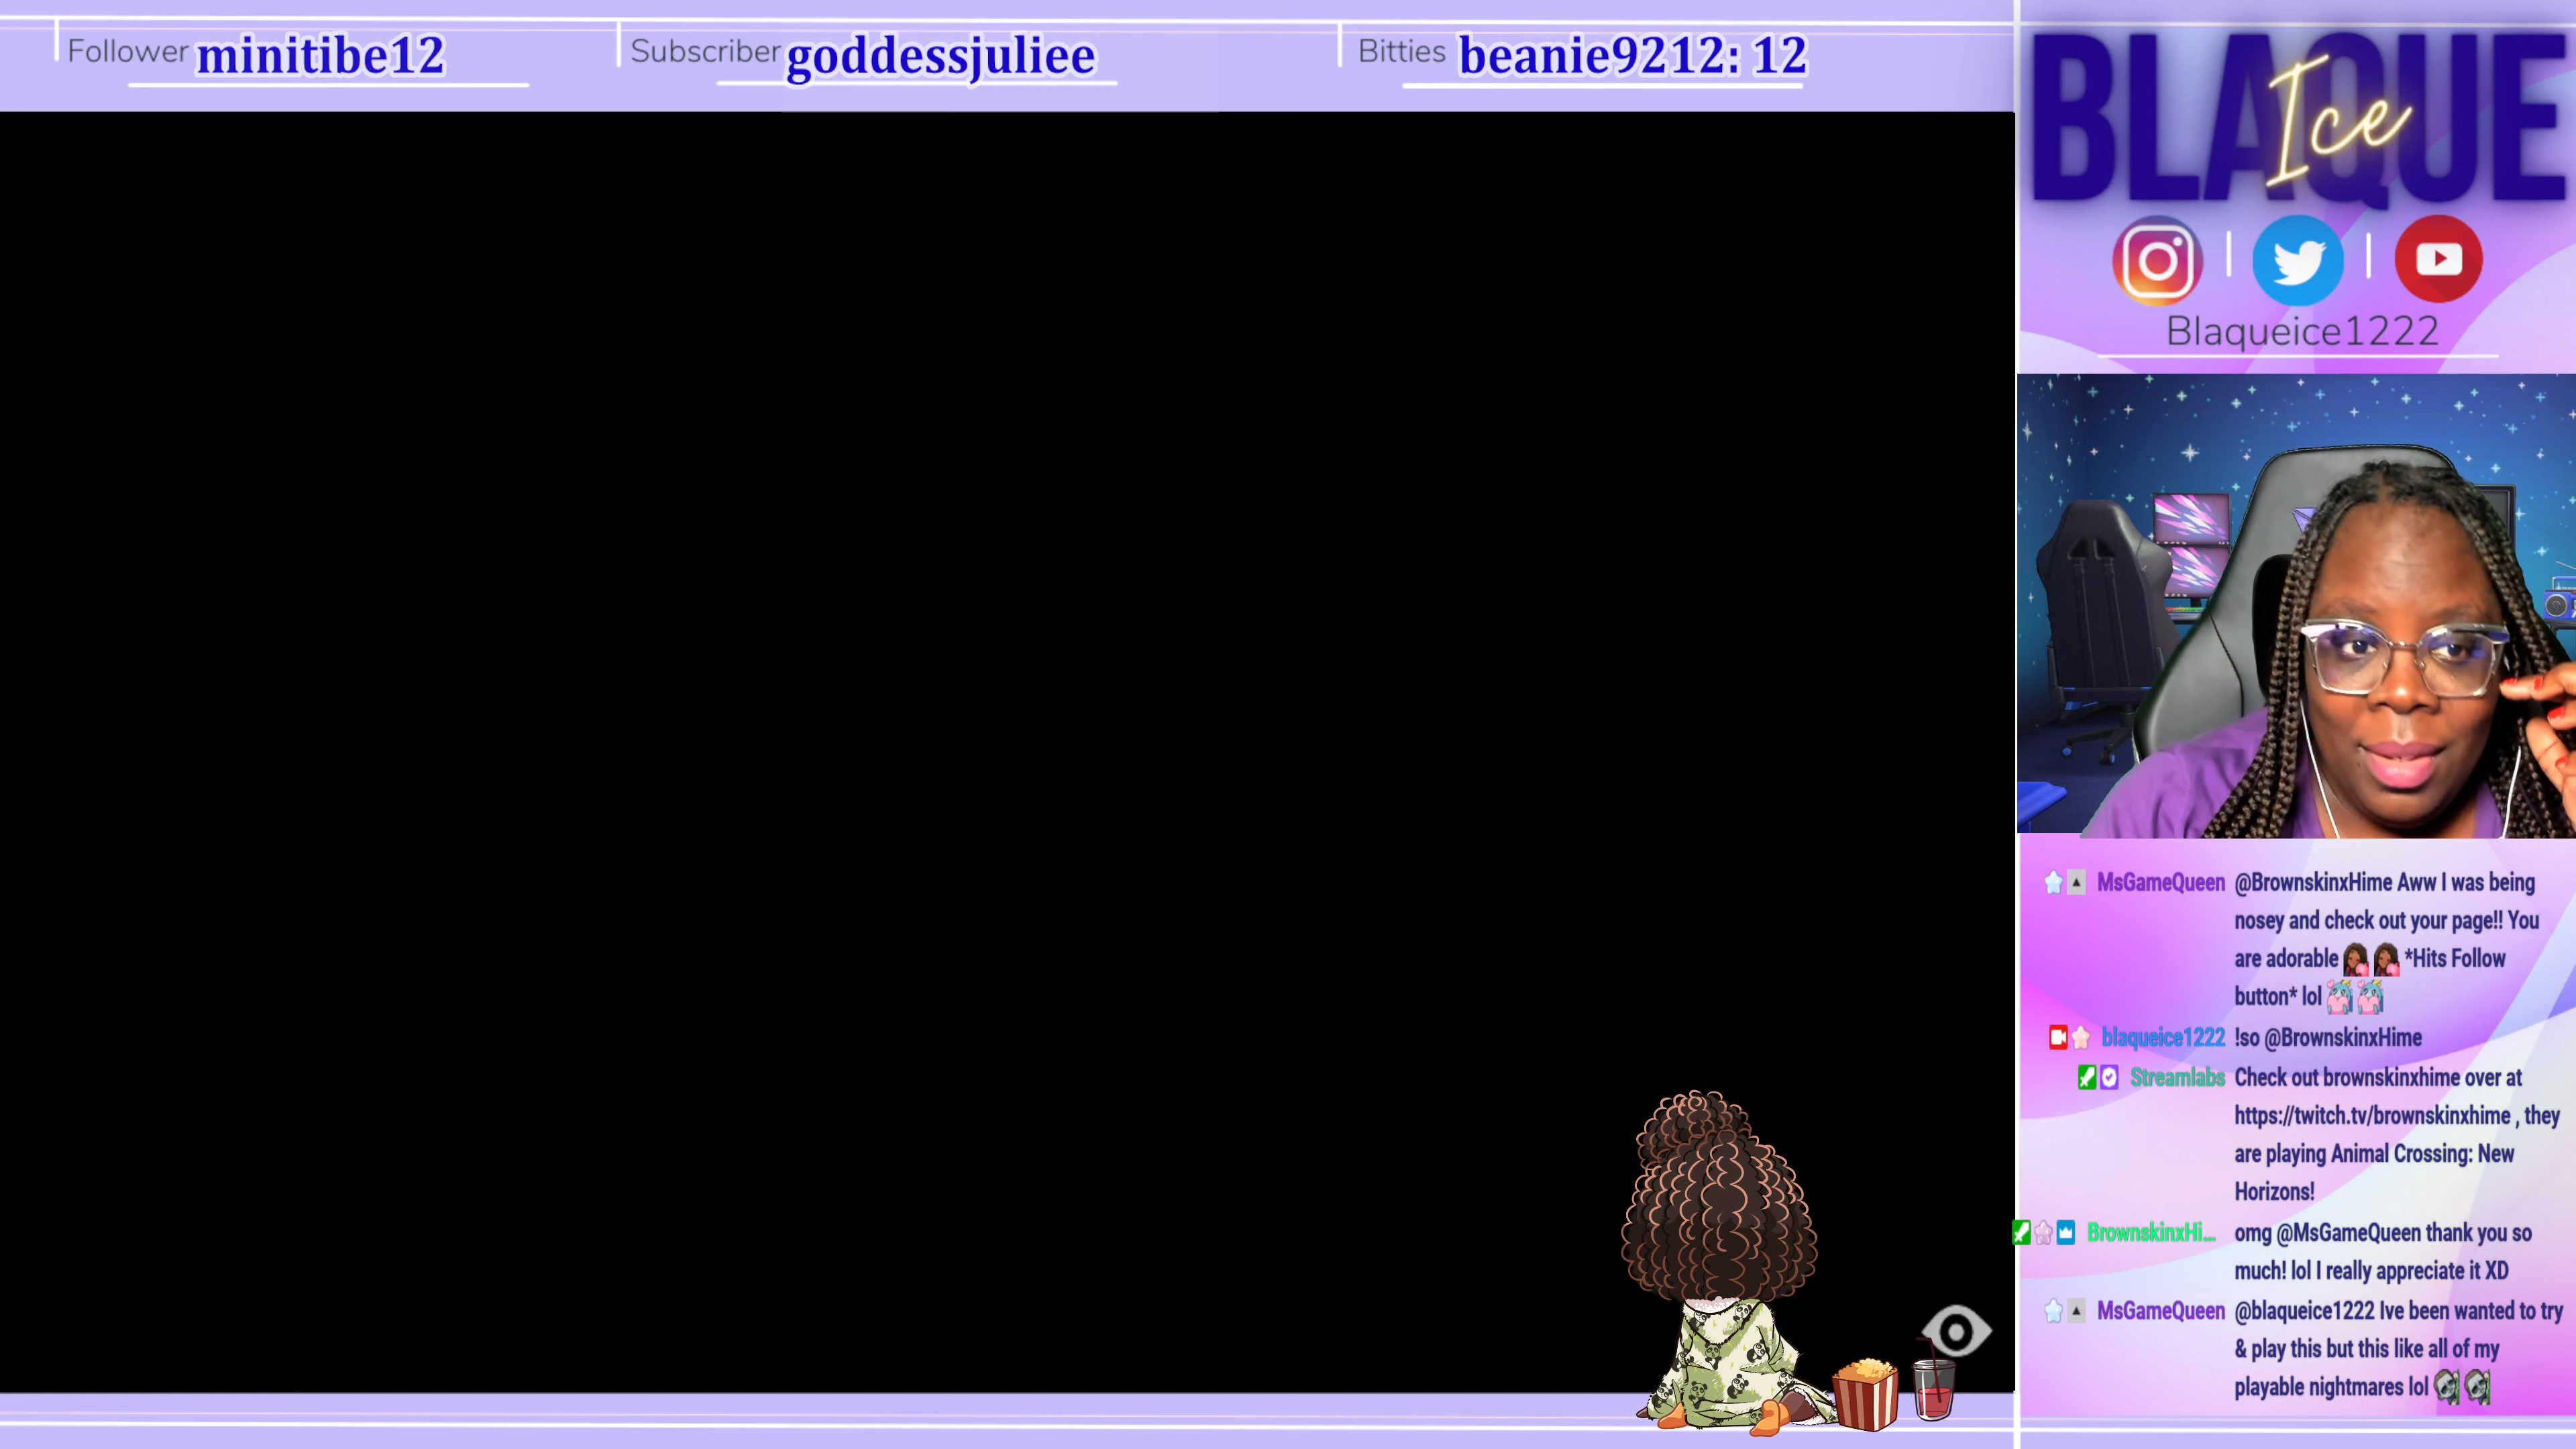 Follower minitibe12
Subscriber goddessjuliee
Bitties beanie9212: 12
BLAQUE
Ice
Blaqueice1222
MsGameQueen @BrownskinxHime Aww I was being
nosey and check out your page!! You
are adorable *Hits Follow
button* lol
blaqueice1222 !so @BrownskinxHime
Streamlabs Check out brownskinxhime over at
https://twitch.tv/brownskinxhime , they
are playing Animal Crossing: New
Horizons!
BrownskinxHi... omg @MsGameQueen thank you so
much! lol I really appreciate it XD
MsGameQueen @blaqueice1222 Ive been wanted to try
& play this but this like all of my
playable nightmares lol